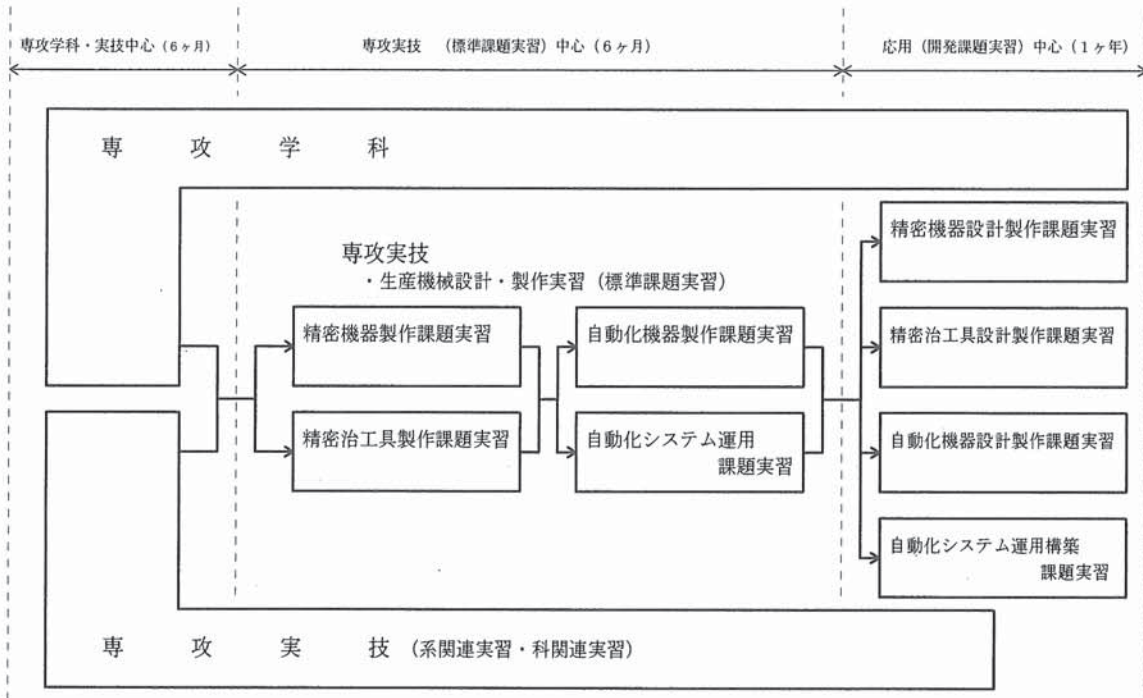 専攻学科・実技中心(6ヶ月)
専攻実技 (標準課題実習)中心(6ヶ月)
応用(開発課題実習)中心(1ヶ年)
専攻学科
専攻実技
・生産機械設計・製作実習(標準課題実習)
精密機器製作課題実習
精密治工具製作課題実習
自動化機器製作課題実習
自動化システム運用
課題実習
精密機器設計製作課題実習
精密治工具設計製作課題実習
自動化機器設計製作課題実習
自動化システム運用構築
課題実習
専攻実技(系関連実習・科関連実習)